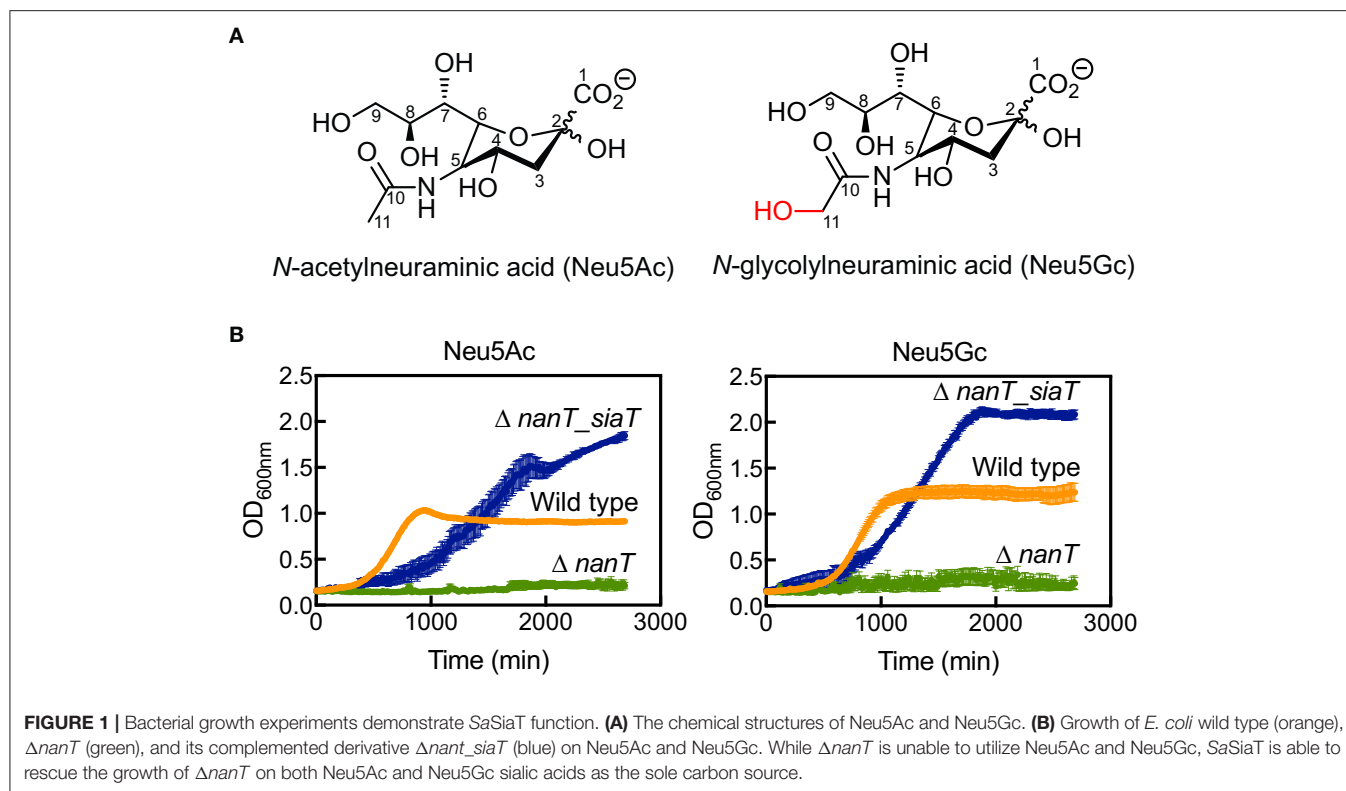 A
OH
1
CO2⊖
HO
9
8
7
6
2
O
OH
4
OH
5
HO
3
O
10
N
H
11
N-acetylneuraminic acid (Neu5Ac)
OH
1
CO2⊖
HO
9
8
7
6
2
O
OH
4
OH
5
HO
3
O
10
N
H
HO
11
N-glycolylneuraminic acid (Neu5Gc)
B
Neu5Ac
2.5
2.0
1.5
1.0
0.5
0.0
OD600nm
Δ nanT_siaT
Wild type
Δ nanT
0 1000 2000 3000
Time (min)
Neu5Gc
2.5
2.0
1.5
1.0
0.5
0.0
OD600nm
Δ nanT_siaT
Wild type
Δ nanT
0 1000 2000 3000
Time (min)
FIGURE 1 | Bacterial growth experiments demonstrate SaSiaT function. (A) The chemical structures of Neu5Ac and Neu5Gc. (B) Growth of E. coli wild type (orange),
ΔnanT (green), and its complemented derivative Δnant_siaT (blue) on Neu5Ac and Neu5Gc. While ΔnanT is unable to utilize Neu5Ac and Neu5Gc, SaSiaT is able to
rescue the growth of ΔnanT on both Neu5Ac and Neu5Gc sialic acids as the sole carbon source.